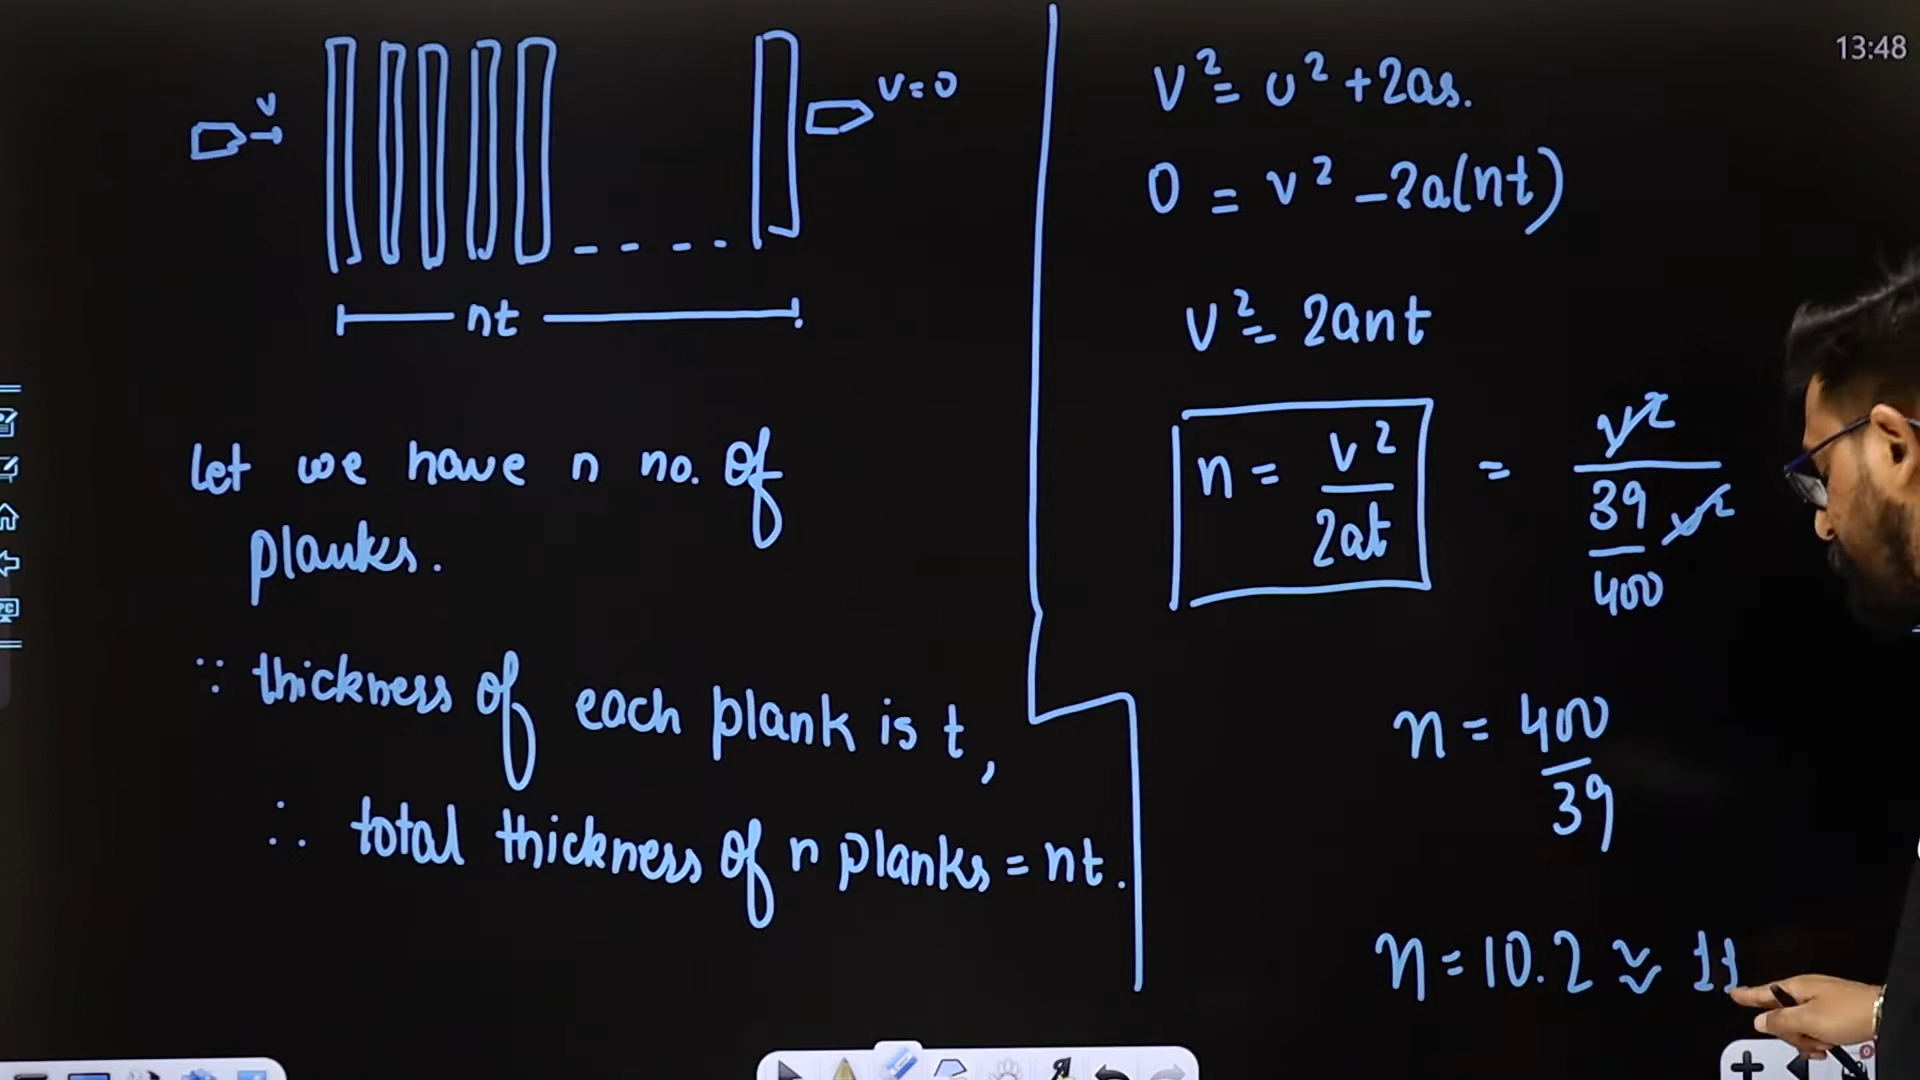 13:48
v
v=0
nt
let we have n no. of
planks.
∵ thickness of each plank is t,
∴ total thickness of n planks = nt.
v² = u² + 2as.
0 = v² - 2a(nt)
v² = 2ant
n = v²/2at = v²/(39/400 v²)
n = 400/39
n = 10.2 ≈ 11